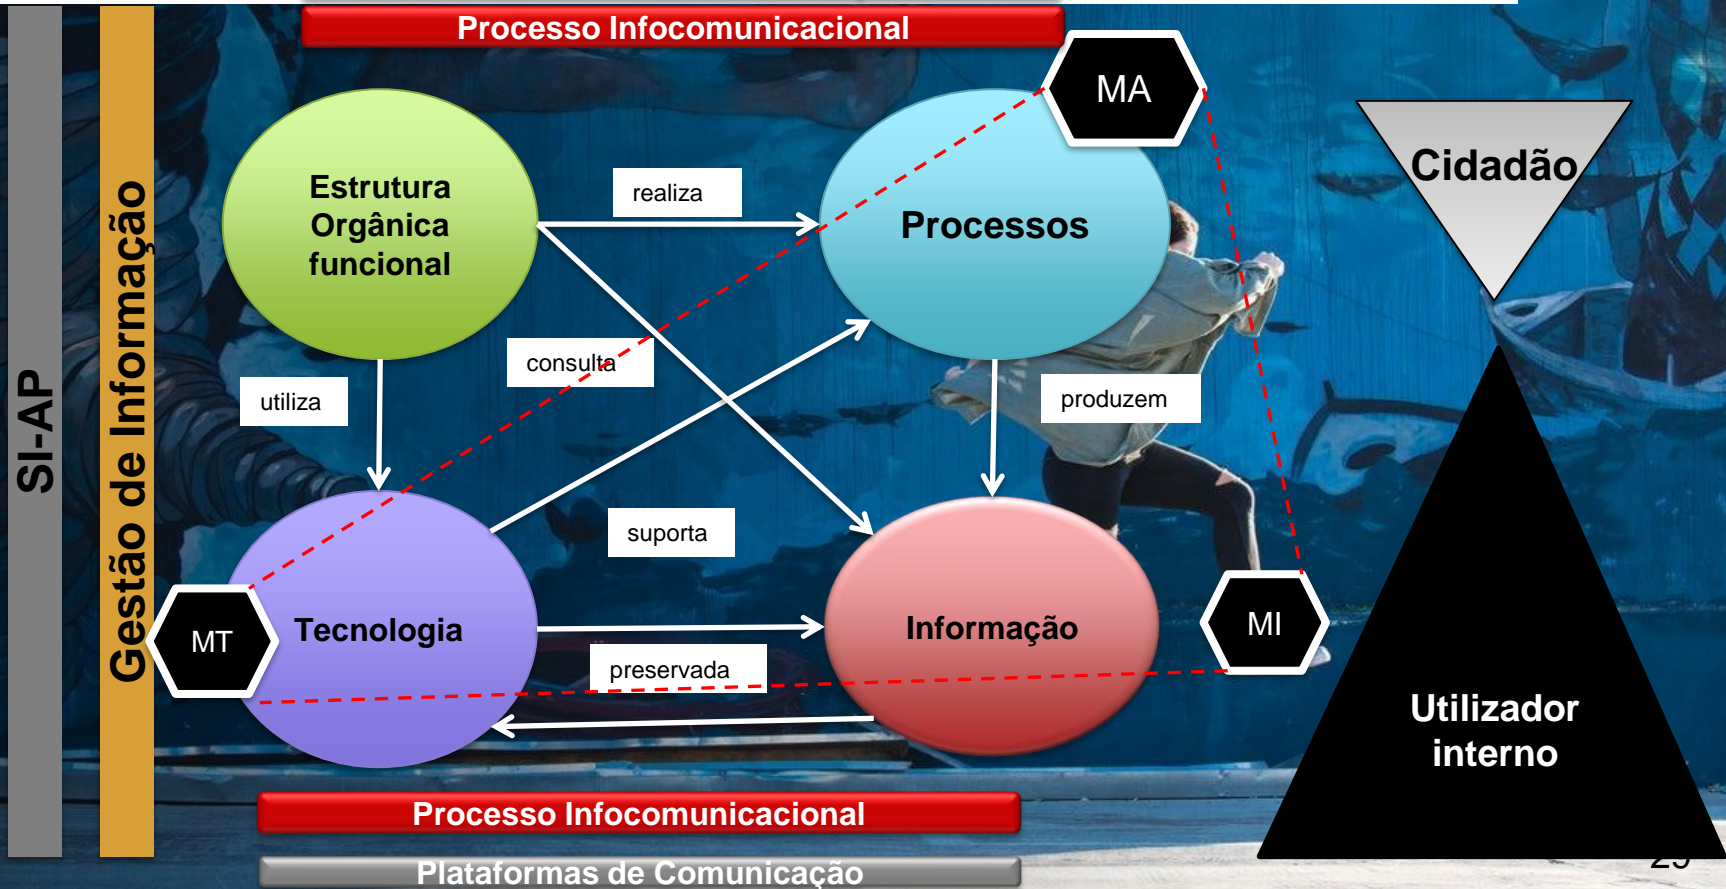 Processo Infocomunicacional
MA
Cidadão
Estrutura
Orgânica
funcional
realiza
Processos
consulta
utiliza
produzem
SI-AP
Gestão de Informação
suporta
MT
Tecnologia
Informação
MI
preservada
Utilizador
interno
Processo Infocomunicacional
Plataformas de Comunicação